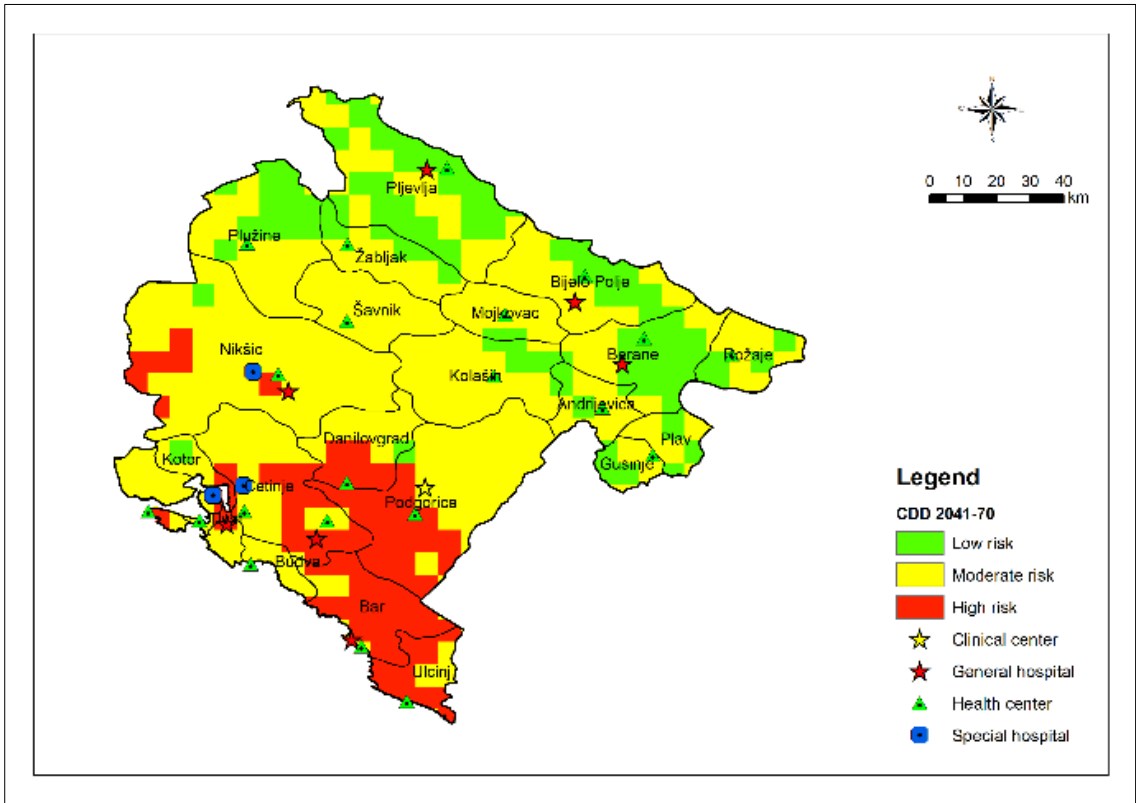 N
Pljevlja
0 10 20 30 40
km
Plužine
Žabljak
Bijelo Polje
Šavnik
Mojkovac
Nikšic
Berane
Rožaje
Kolašin
Andrijevica
Danilovgrad
Plav
Kotor
Gusinje
Cetinje
Podgorica
Budva
Bar
Ulcinj
Legend
CDD 2041-70
Low risk
Moderate risk
High risk
Clinical center
General hospital
Health center
Special hospital